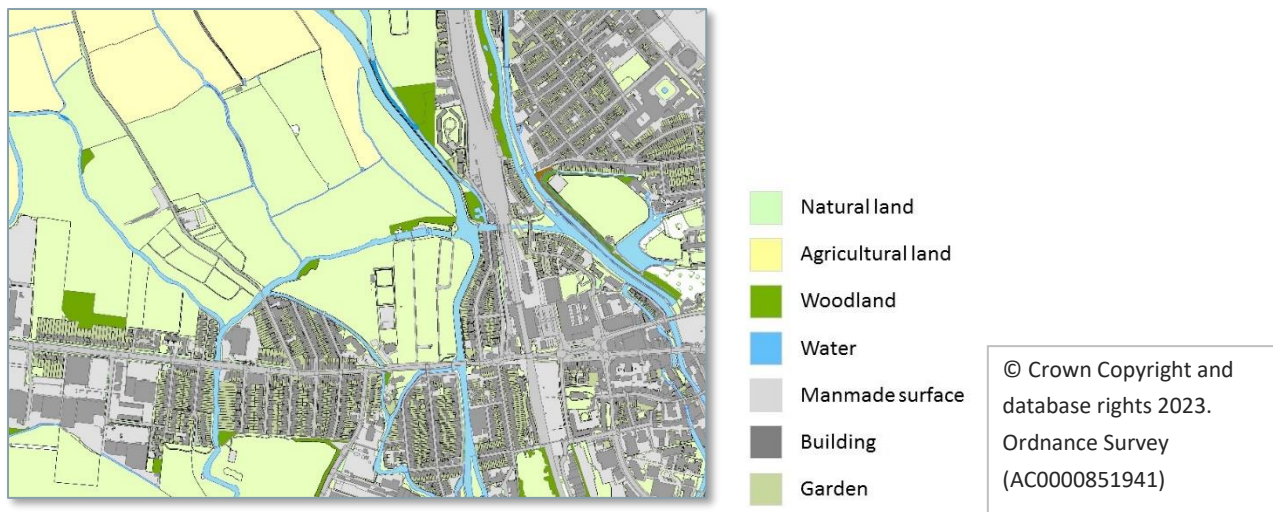 Natural land
Agricultural land
Woodland
Water
Manmade surface
Building
Garden
© Crown Copyright and
database rights 2023.
Ordnance Survey
(AC0000851941)